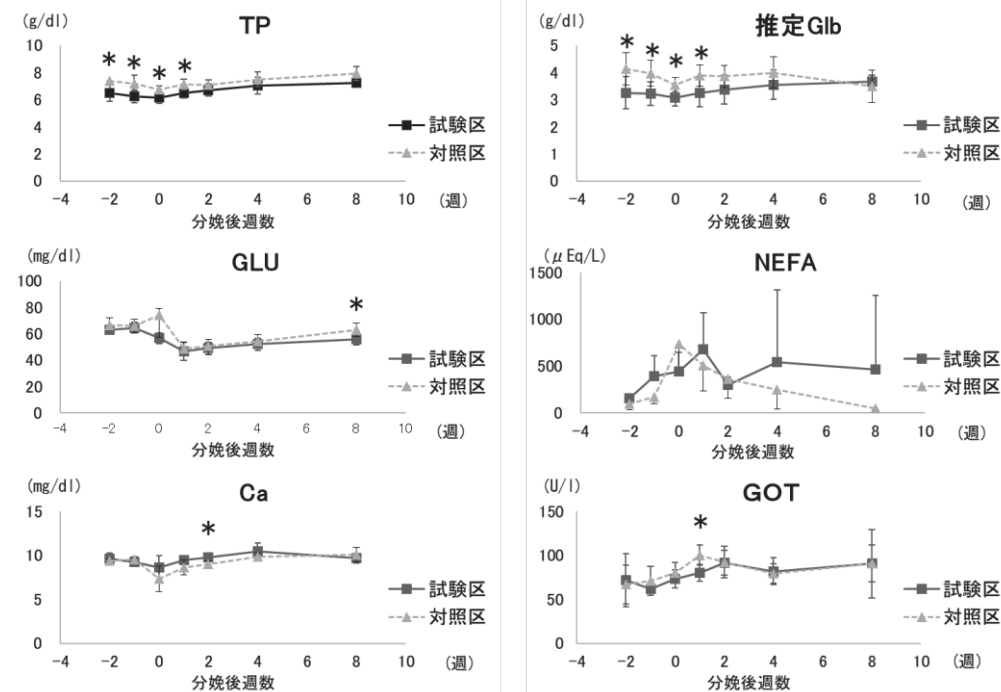 (g/dl)
TP
10
8
6
4
2
0
* * * *
試験区
対照区
-4 -2 0 2 4 6 8 10 (週)
分娩後週数
(g/dl)
推定Glb
5
4
3
2
1
0
* * * *
試験区
対照区
-4 -2 0 2 4 6 8 10 (週)
分娩後週数
(mg/dl)
GLU
100
80
60
40
20
0
*
試験区
対照区
-4 -2 0 2 4 6 8 10 (週)
分娩後週数
(μEq/L)
NEFA
1500
1000
500
0
試験区
対照区
-4 -2 0 2 4 6 8 10 (週)
分娩後週数
(mg/dl)
Ca
15
10
5
0
*
試験区
対照区
-4 -2 0 2 4 6 8 10 (週)
分娩後週数
(U/l)
GOT
150
100
50
0
*
試験区
対照区
-4 -2 0 2 4 6 8 10 (週)
分娩後週数